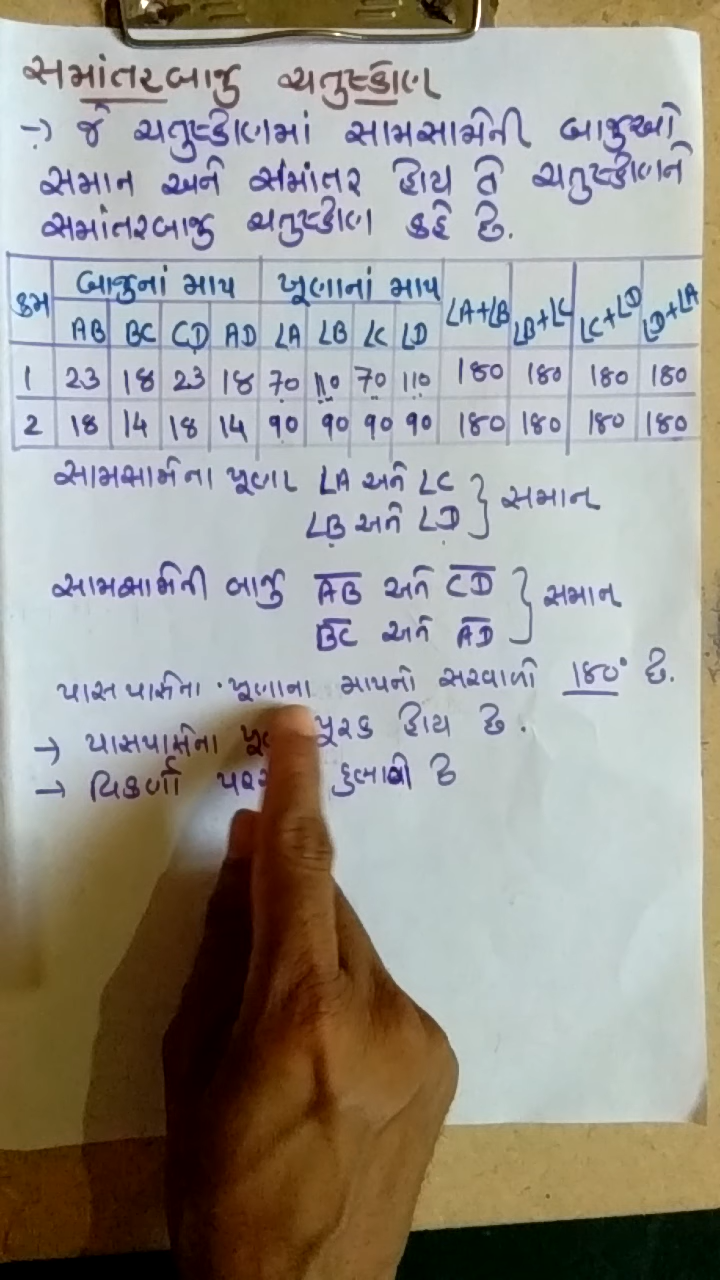 સમાંતરબાજુ ચતુષ્કોણ
→ જે ચતુષ્કોણમાં સામસામેની બાજુઓ
સમાન અને સમાંતર હોય તે ચતુષ્કોણને
સમાંતરબાજુ ચતુષ્કોણ કહે છે.
ક્રમ બાજુનાં માપ ખૂણાનાં માપ ∠A+∠B ∠B+∠C ∠C+∠D ∠D+∠A
AB BC CD AD ∠A ∠B ∠C ∠D
1 23 18 23 18 70 110 70 110 180 180 180 180
2 18 14 18 14 90 90 90 90 180 180 180 180
સામસામેના ખૂણા ∠A અને ∠C } સમાન
∠B અને ∠D
સામસામેની બાજુ AB અને CD } સમાન
BC અને AD
પાસપાસેના ખૂણાના માપનો સરવાળો 180° છે.
→ પાસપાસેના પૂરક હોય છે.
→ વિકર્ણો છે